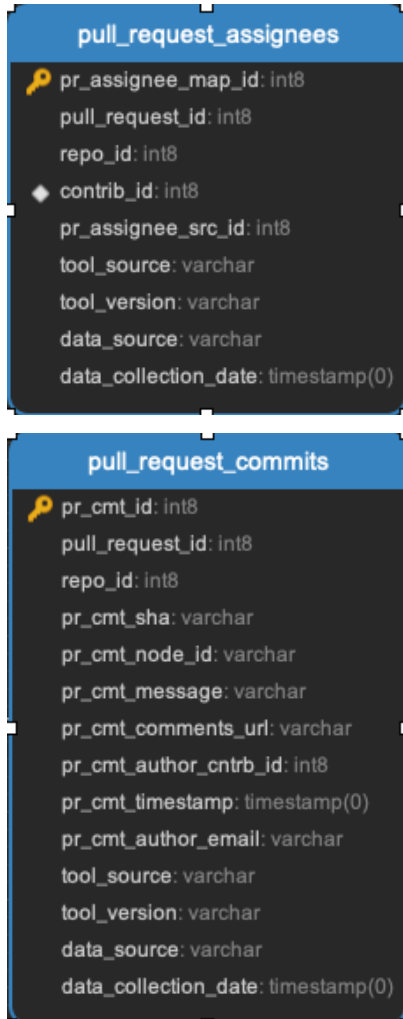 pull_request_assignees
pr_assignee_map_id: int8
pull_request_id: int8
repo_id: int8
contrib_id: int8
pr_assignee_src_id: int8
tool_source: varchar
tool_version: varchar
data_source: varchar
data_collection_date: timestamp(0)
pull_request_commits
pr_cmt_id: int8
pull_request_id: int8
repo_id: int8
pr_cmt_sha: varchar
pr_cmt_node_id: varchar
pr_cmt_message: varchar
pr_cmt_comments_url: varchar
pr_cmt_author_cntrb_id: int8
pr_cmt_timestamp: timestamp(0)
pr_cmt_author_email: varchar
tool_source: varchar
tool_version: varchar
data_source: varchar
data_collection_date: timestamp(0)